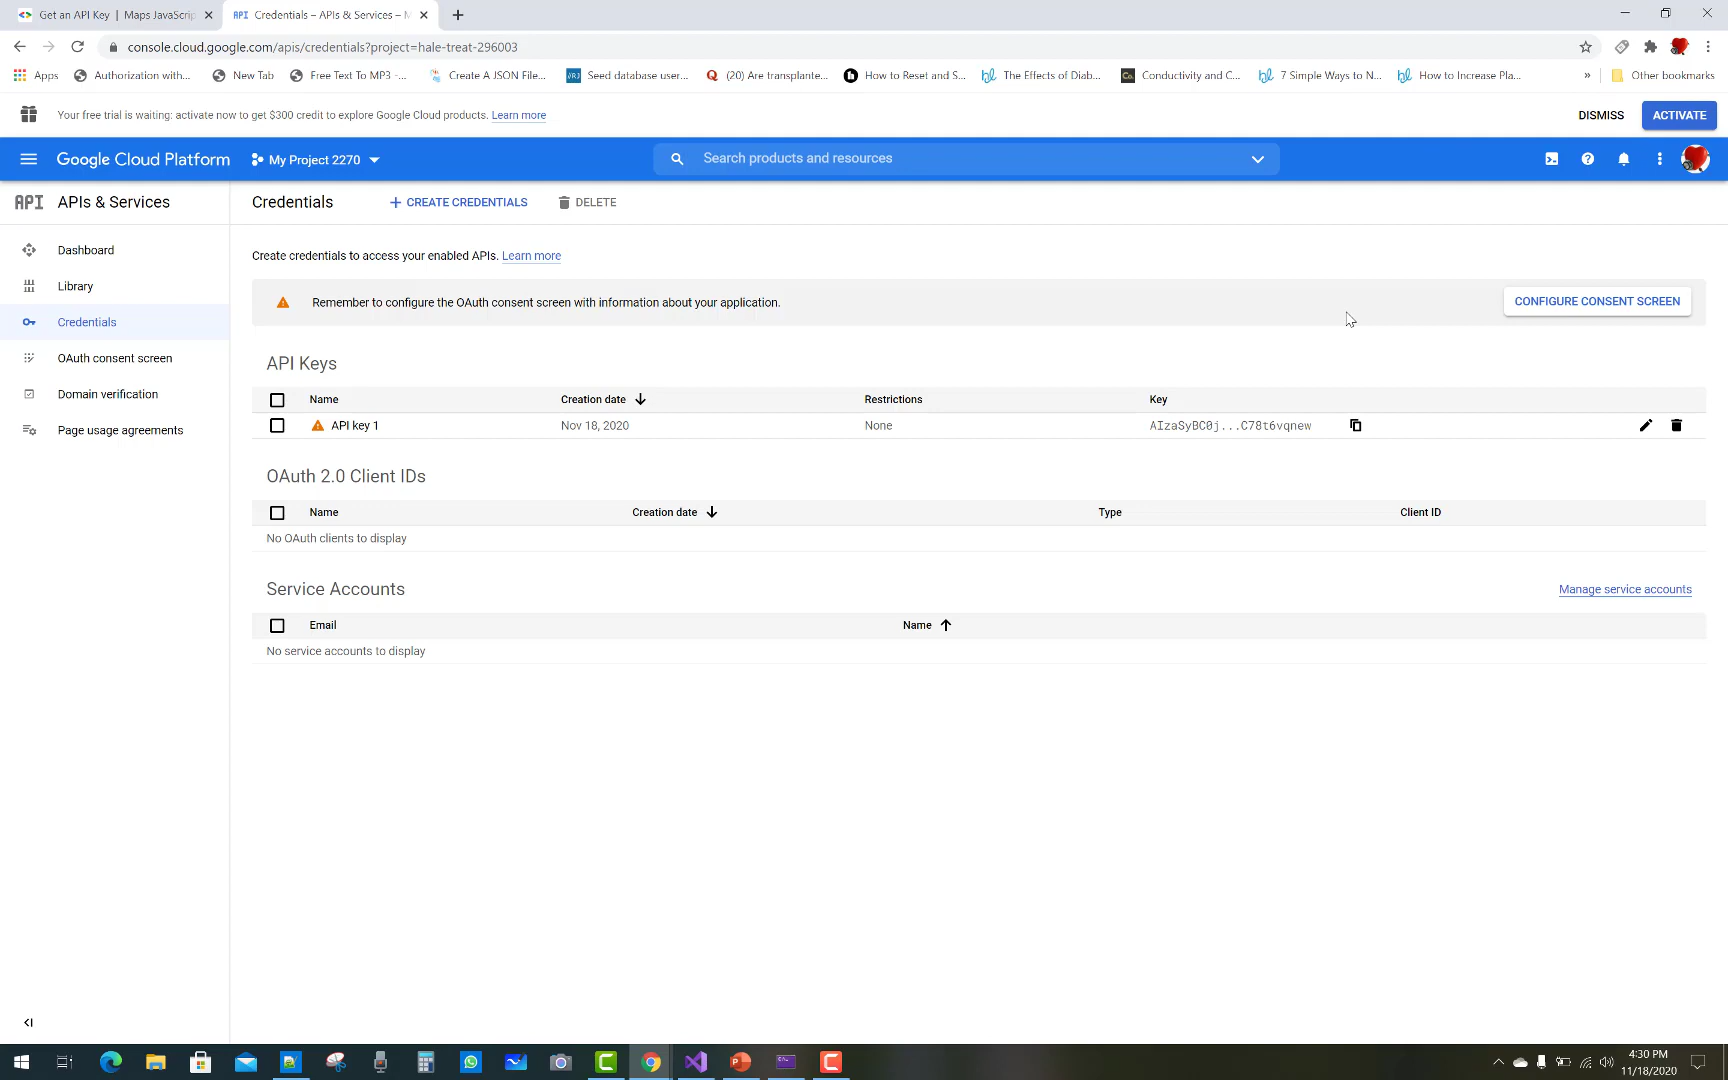 Get an API Key | Maps JavaScri
API Credentials – APIs & Services – M
console.cloud.google.com/apis/credentials?project=hale-treat-296003
Apps
Authorization with...
New Tab
Free Text To MP3 -...
Create A JSON File...
Seed database user...
(20) Are transplante...
How to Reset and S...
The Effects of Diab...
Conductivity and C...
7 Simple Ways to N...
How to Increase Pla...
»
Other bookmarks
Your free trial is waiting: activate now to get $300 credit to explore Google Cloud products. Learn more
DISMISS
ACTIVATE
Google Cloud Platform
My Project 2270
Search products and resources
API APIs & Services
Credentials
+ CREATE CREDENTIALS
DELETE
Dashboard
Library
Credentials
OAuth consent screen
Domain verification
Page usage agreements
Create credentials to access your enabled APIs. Learn more
Remember to configure the OAuth consent screen with information about your application.
CONFIGURE CONSENT SCREEN
API Keys
Name Creation date Restrictions Key
API key 1 Nov 18, 2020 None AIzaSyBC0j...C78t6vqnew
OAuth 2.0 Client IDs
Name Creation date Type Client ID
No OAuth clients to display
Service Accounts
Manage service accounts
Email Name
No service accounts to display
4:30 PM
11/18/2020